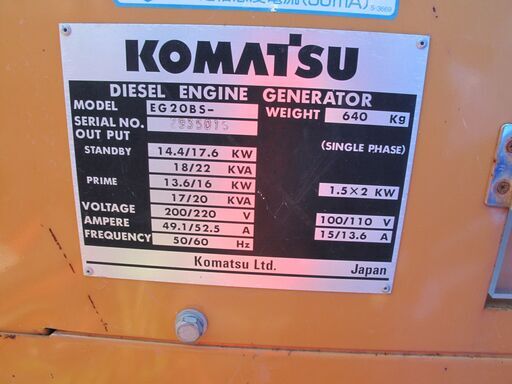 (30mA)
S-3669
KOMATSU
DIESEL ENGINE GENERATOR
MODEL EG20BS- WEIGHT 640 Kg
SERIAL NO.
OUT PUT (SINGLE PHASE)
STANDBY 14.4/17.6 KW
18/22 KVA
PRIME 13.6/16 KW 1.5×2 KW
17/20 KVA
VOLTAGE 200/220 V 100/110 V
AMPERE 49.1/52.5 A 15/13.6 A
FREQUENCY 50/60 Hz
Komatsu Ltd. Japan